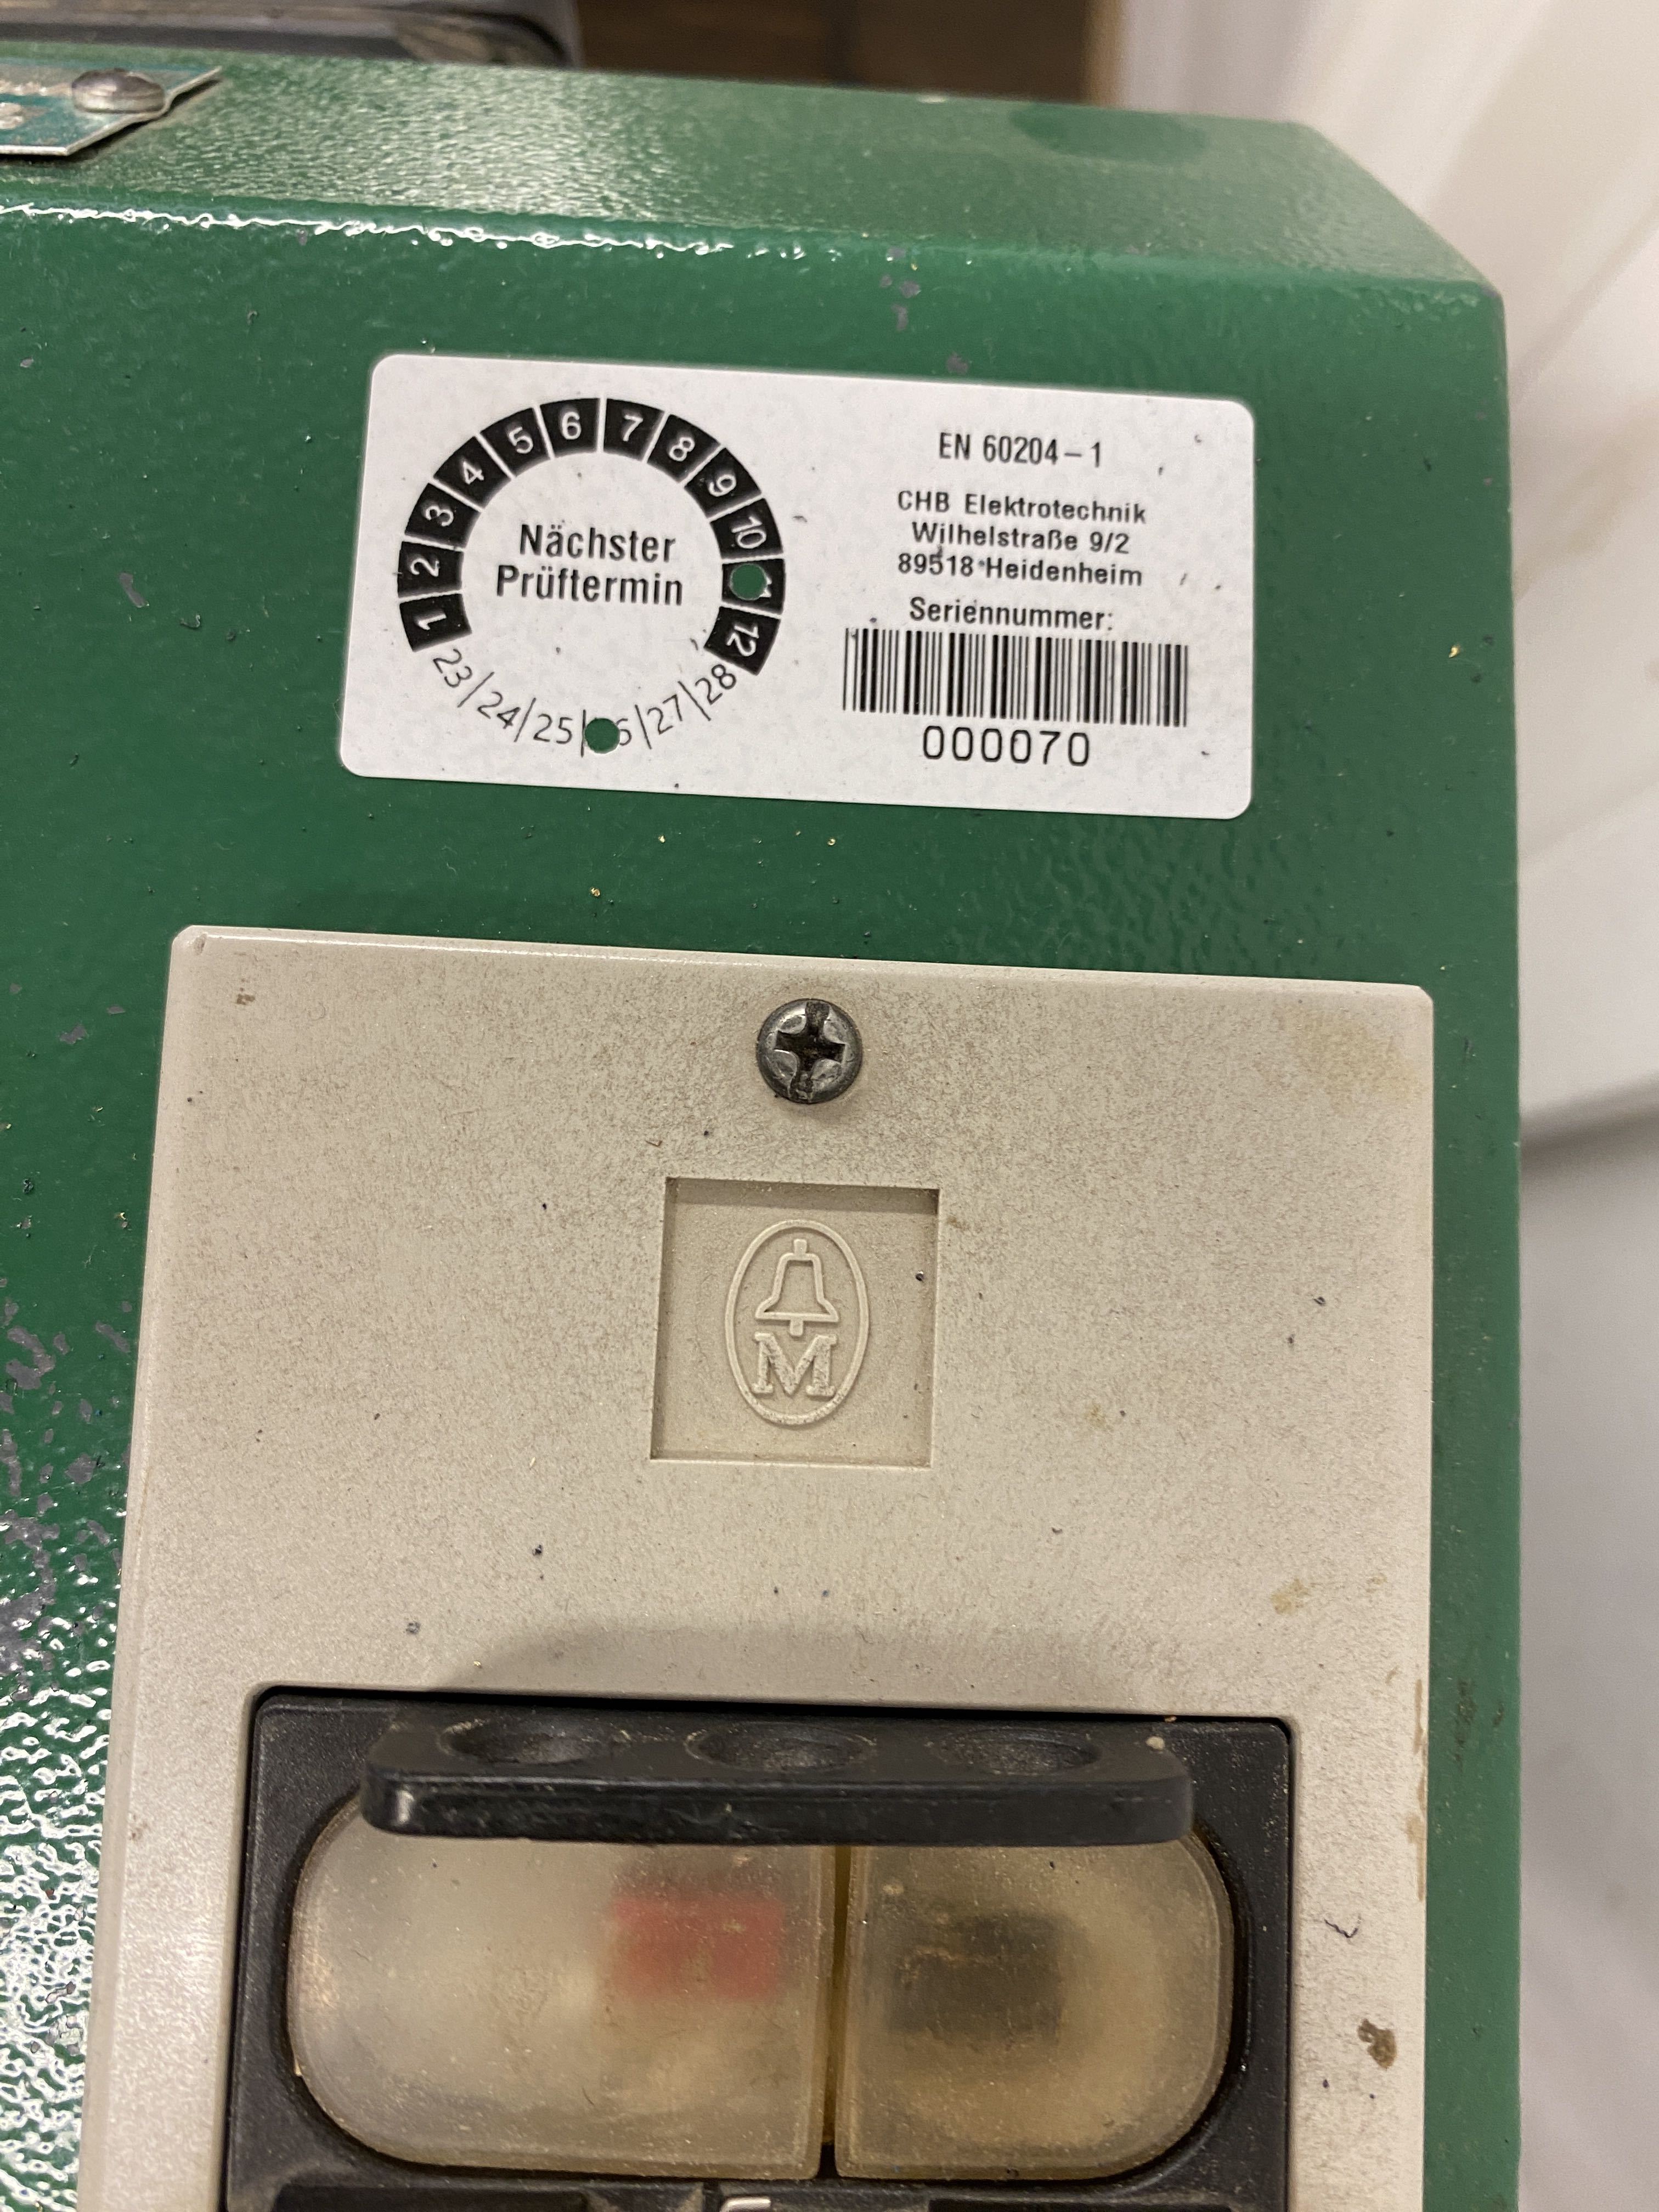 1 2 3 4 5 6 7 8 9 10 12
Nächster
Prüftermin
23/24/25/ /27/28
EN 60204-1
CHB Elektrotechnik
Wilhelstraße 9/2
89518 Heidenheim
Seriennummer:
000070
M